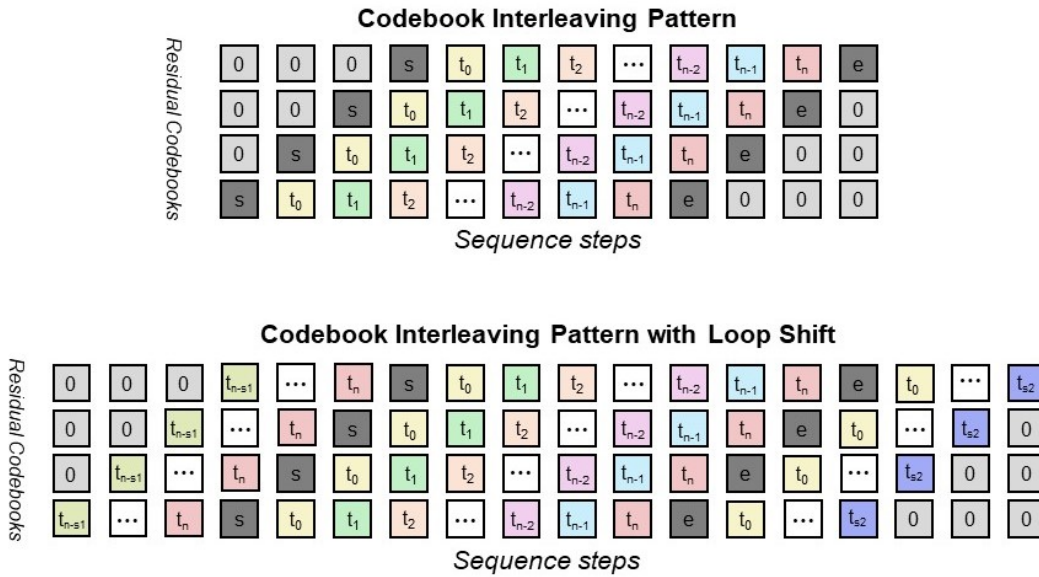 Codebook Interleaving Pattern
Residual Codebooks
0 0 0 s t0 t1 t2 ... tn-2 tn-1 tn e
0 0 s t0 t1 t2 ... tn-2 tn-1 tn e 0
0 s t0 t1 t2 ... tn-2 tn-1 tn e 0 0
s t0 t1 t2 ... tn-2 tn-1 tn e 0 0 0
Sequence steps
Codebook Interleaving Pattern with Loop Shift
Residual Codebooks
0 0 0 tn-s1 ... tn s t0 t1 t2 ... tn-2 tn-1 tn e t0 ... ts2
0 0 tn-s1 ... tn s t0 t1 t2 ... tn-2 tn-1 tn e t0 ... ts2 0
0 tn-s1 ... tn s t0 t1 t2 ... tn-2 tn-1 tn e t0 ... ts2 0 0
tn-s1 ... tn s t0 t1 t2 ... tn-2 tn-1 tn e t0 ... ts2 0 0 0
Sequence steps